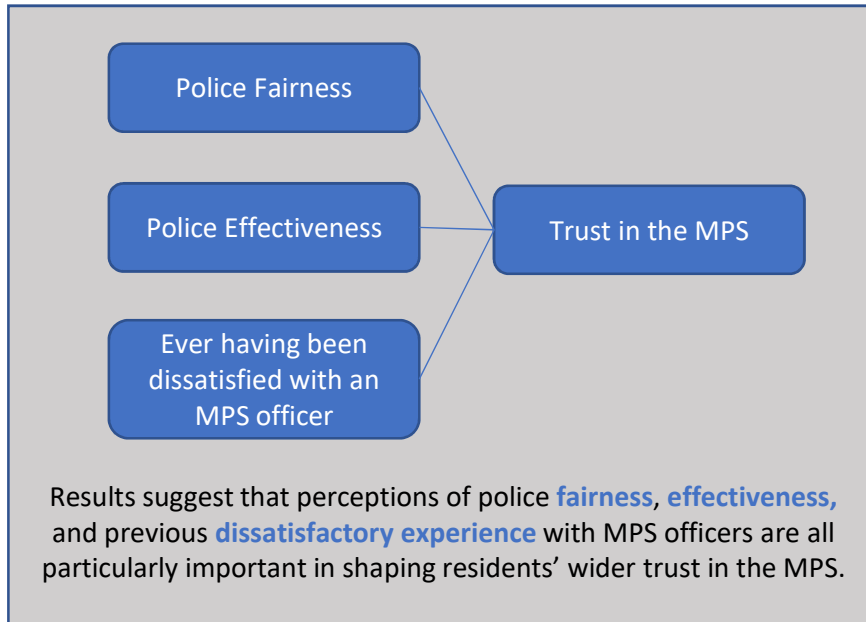 Police Fairness
Police Effectiveness
Trust in the MPS
Ever having been
dissatisfied with an
MPS officer
Results suggest that perceptions of police fairness, effectiveness,
and previous dissatisfactory experience with MPS officers are all
particularly important in shaping residents’ wider trust in the MPS.